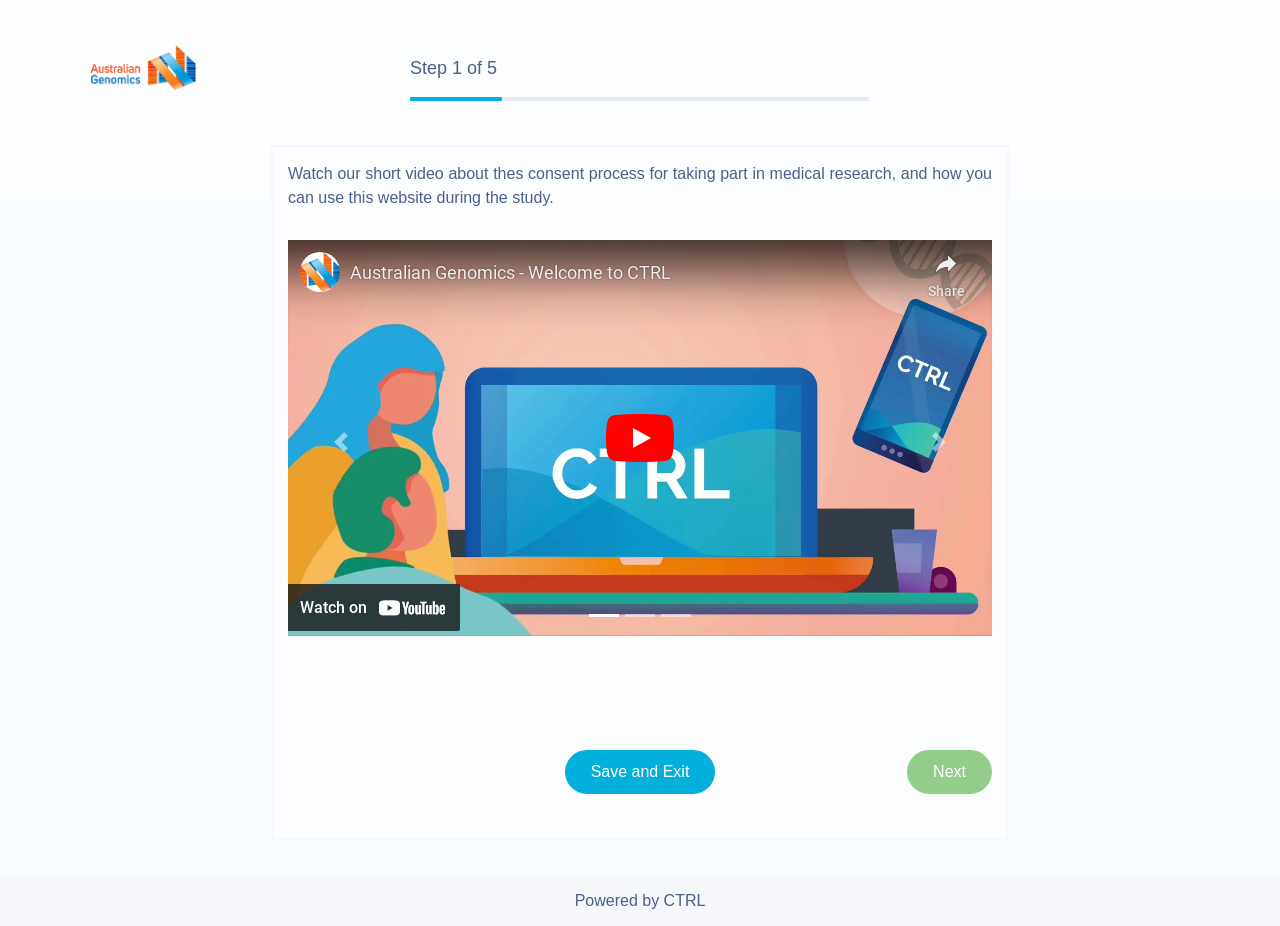 Australian
Genomics
Step 1 of 5
Watch our short video about thes consent process for taking part in medical research, and how you
can use this website during the study.
Australian Genomics - Welcome to CTRL
Share
CTRL
CTRL
Watch on YouTube
Save and Exit
Next
Powered by CTRL